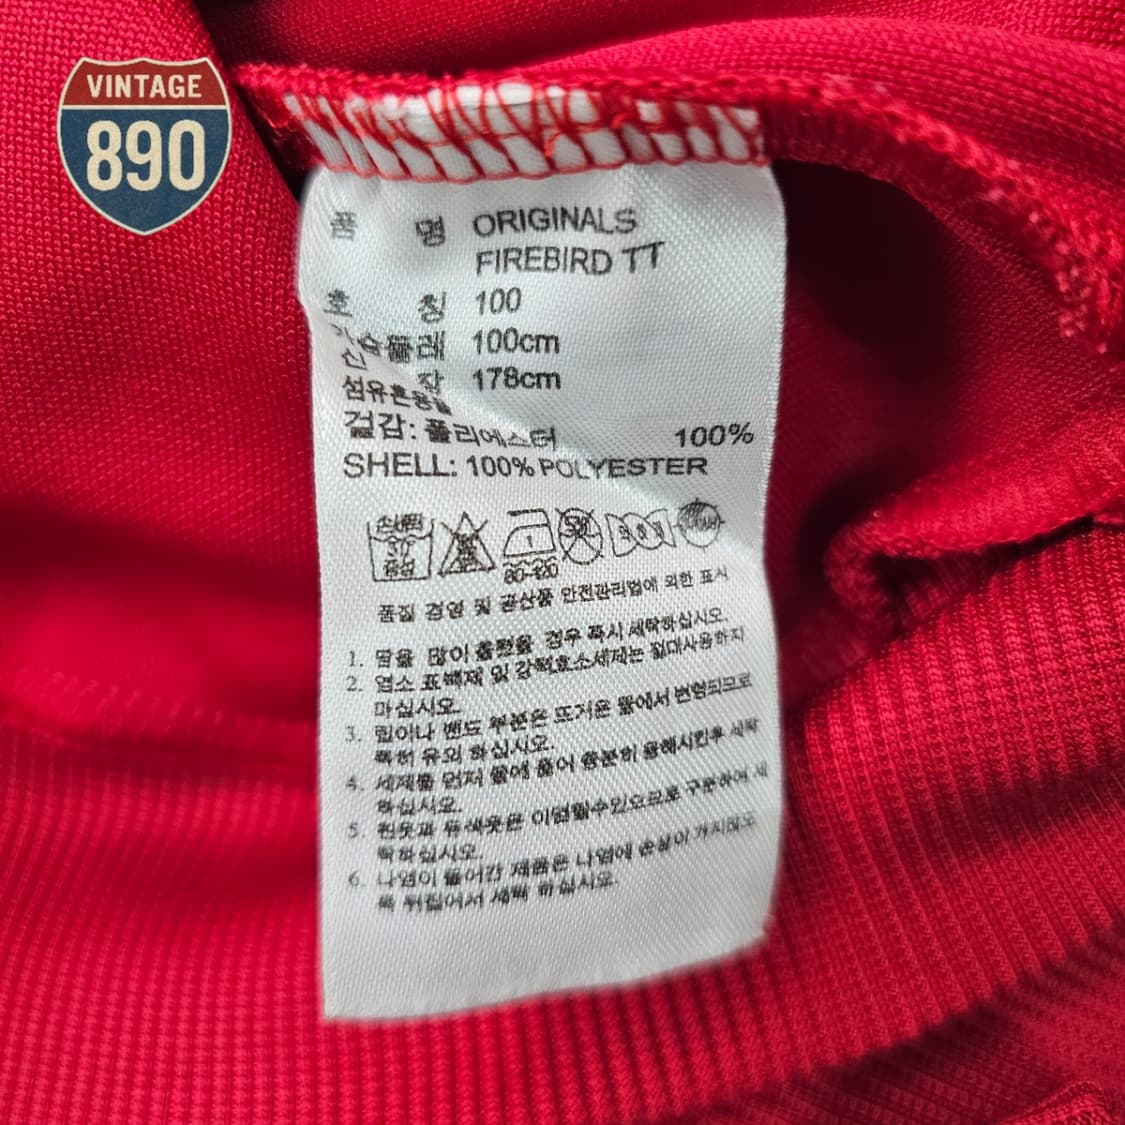 VINTAGE
890
품 명 ORIGINALS
FIREBIRD TT
호 칭 100
가슴둘레 100cm
신 장 178cm
섬유혼용율
겉감: 폴리에스터 100%
SHELL: 100% POLYESTER
손세탁
30
중성
80-120
품질 경영 및 공산품 안전관리법에 의한 표시
1. 땀을 많이 흘렸을 경우 즉시 세탁하십시오.
2. 염소 표백제 및 강력효소세제는 절대사용하지
마십시오.
3. 립이나 밴드 부분은 뜨거운 물에서 변형되므로
특히 유의 하십시오.
4. 세제를 먼저 물에 풀어 충분히 용해시킨후 세탁
하십시오.
5. 흰옷과 유색옷은 이염될수있으므로 구분하여 세
탁하십시오.
6. 나염이 들어간 제품은 나염에 손상이 가지않도
록 뒤집어서 세탁 하십시오.